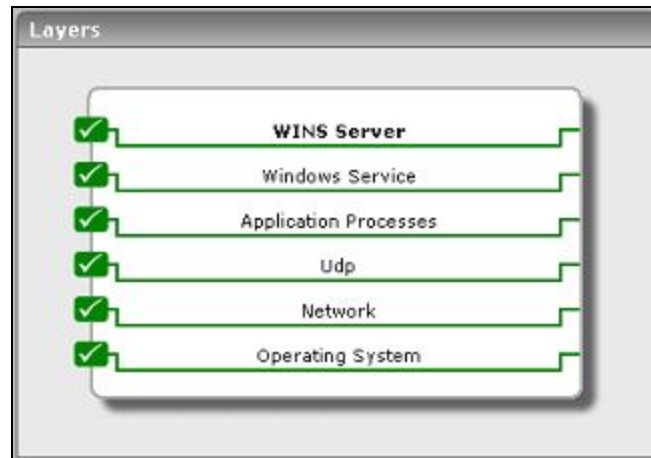 Layers
WINS Server
Windows Service
Application Processes
Udp
Network
Operating System